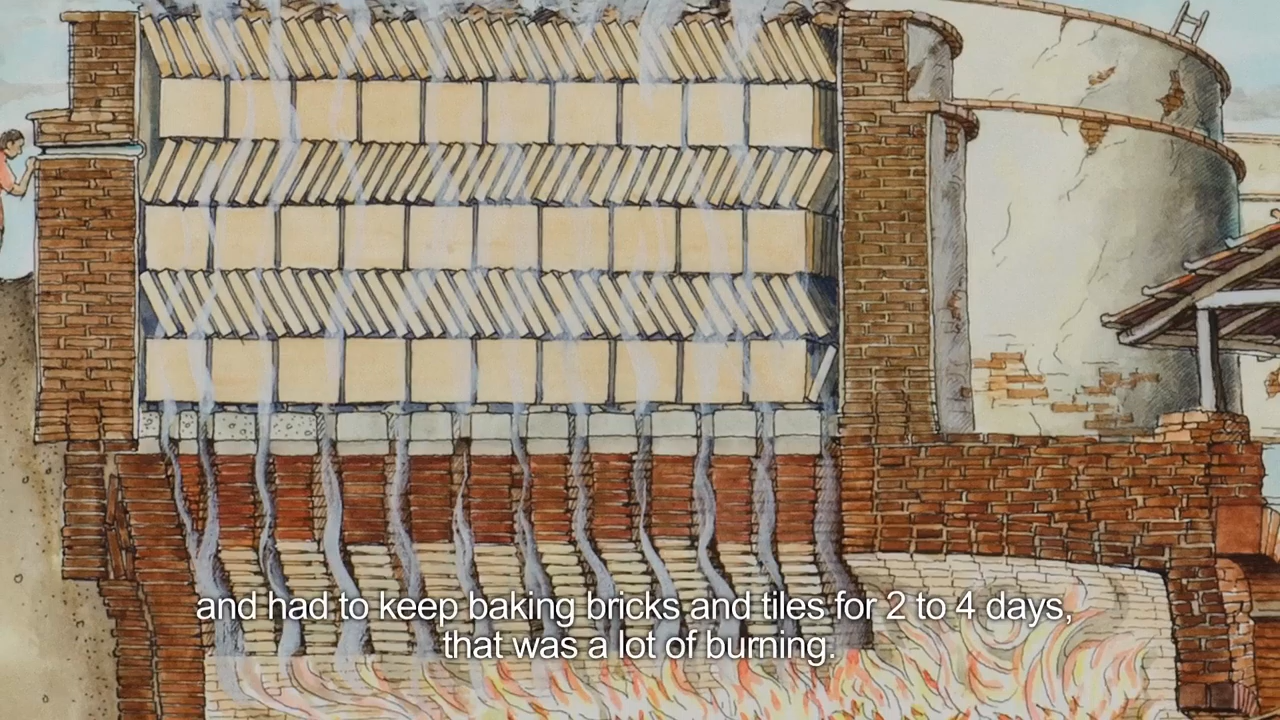 and had to keep baking bricks and tiles for 2 to 4 days,
that was a lot of burning.